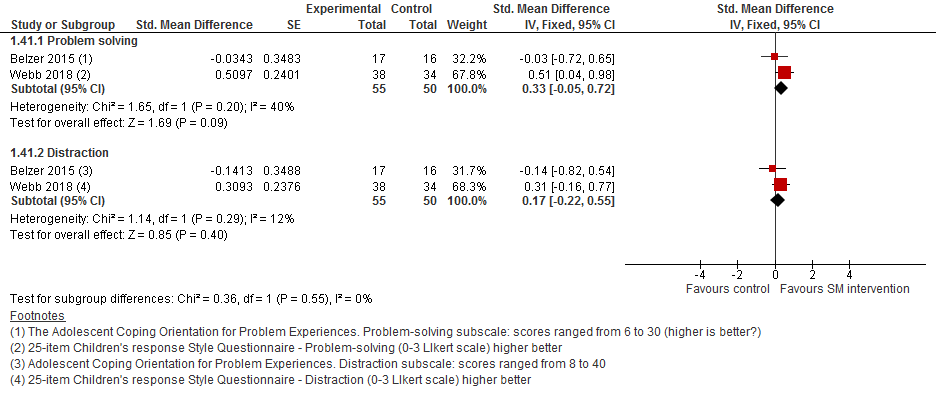 Experimental Control Std. Mean Difference Std. Mean Difference
Study or Subgroup Std. Mean Difference SE Total Total Weight IV, Fixed, 95% CI IV, Fixed, 95% CI
1.41.1 Problem solving
Belzer 2015 (1) -0.0343 0.3483 17 16 32.2% -0.03 [-0.72, 0.65]
Webb 2018 (2) 0.5097 0.2401 38 34 67.8% 0.51 [0.04, 0.98]
Subtotal (95% CI) 55 50 100.0% 0.33 [-0.05, 0.72]
Heterogeneity: Chi² = 1.65, df = 1 (P = 0.20); I² = 40%
Test for overall effect: Z = 1.69 (P = 0.09)
1.41.2 Distraction
Belzer 2015 (3) -0.1413 0.3488 17 16 31.7% -0.14 [-0.82, 0.54]
Webb 2018 (4) 0.3093 0.2376 38 34 68.3% 0.31 [-0.16, 0.77]
Subtotal (95% CI) 55 50 100.0% 0.17 [-0.22, 0.55]
Heterogeneity: Chi² = 1.14, df = 1 (P = 0.29); I² = 12%
Test for overall effect: Z = 0.85 (P = 0.40)
-4 -2 0 2 4
Favours control Favours SM intervention
Test for subgroup differences: Chi² = 0.36, df = 1 (P = 0.55), I² = 0%
Footnotes
(1) The Adolescent Coping Orientation for Problem Experiences. Problem-solving subscale: scores ranged from 6 to 30 (higher is better?)
(2) 25-item Children's response Style Questionnaire - Problem-solving (0-3 LIkert scale) higher better
(3) Adolescent Coping Orientation for Problem Experiences. Distraction subscale: scores ranged from 8 to 40
(4) 25-item Children's response Style Questionnaire - Distraction (0-3 LIkert scale) higher better